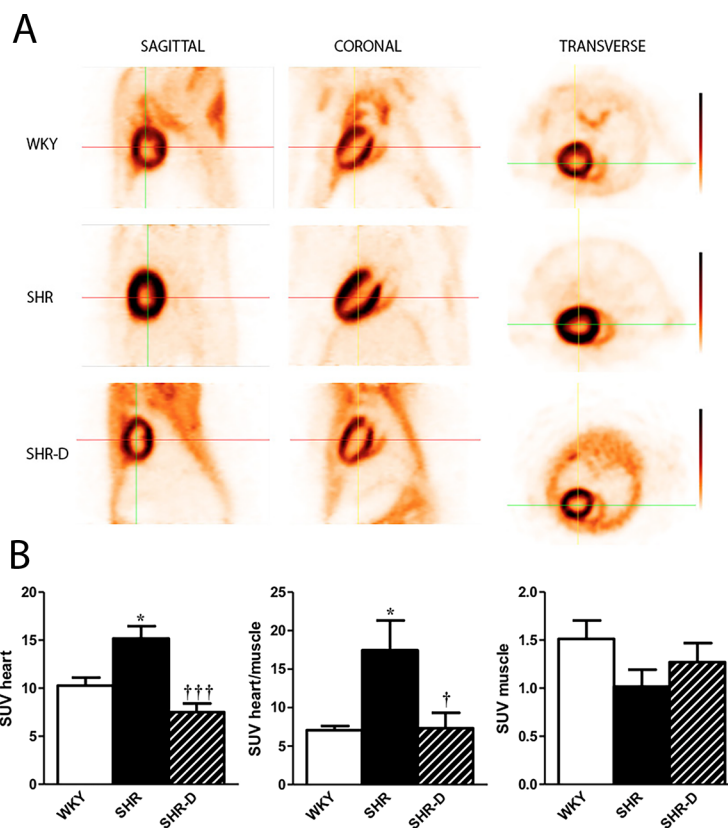 A
SAGITTAL CORONAL TRANSVERSE
WKY
SHR
SHR-D
B
20
15
10
5
0
SUV heart
*
†††
WKY SHR SHR-D
25
20
15
10
5
0
SUV heart/muscle
*
†
WKY SHR SHR-D
2.0
1.5
1.0
0.5
0.0
SUV muscle
WKY SHR SHR-D